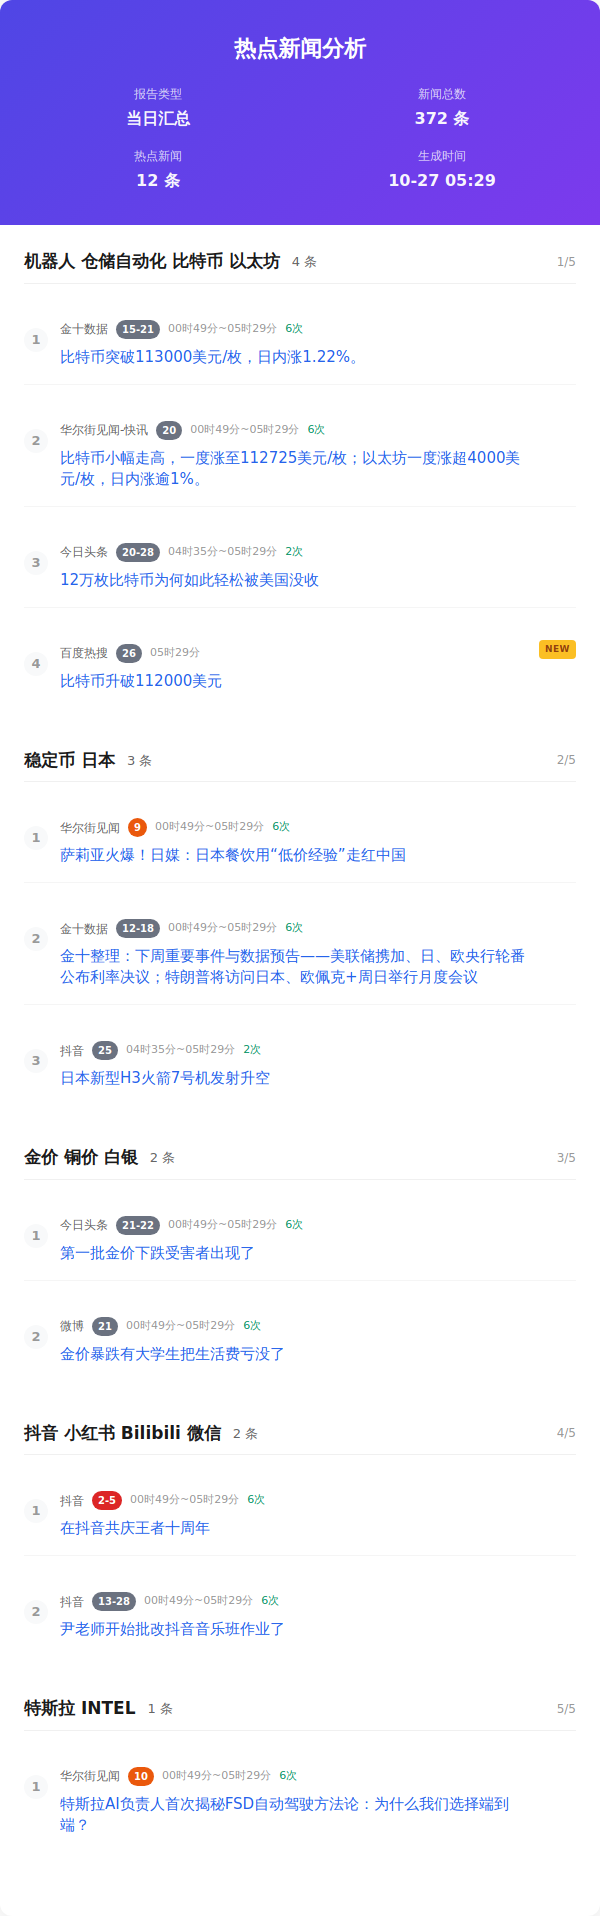 热点新闻分析
报告类型
新闻总数
当日汇总
372 条
热点新闻
生成时间
12 条
10-27 05:29
机器人 仓储自动化 比特币 以太坊 4 条 1/5
1
金十数据 15-21 00时49分~05时29分 6次
比特币突破113000美元/枚，日内涨1.22%。
2
华尔街见闻-快讯 20 00时49分~05时29分 6次
比特币小幅走高，一度涨至112725美元/枚；以太坊一度涨超4000美
元/枚，日内涨逾1%。
3
今日头条 20-28 04时35分~05时29分 2次
12万枚比特币为何如此轻松被美国没收
4
百度热搜 26 05时29分 NEW
比特币升破112000美元
稳定币 日本 3 条 2/5
1
华尔街见闻 9 00时49分~05时29分 6次
萨莉亚火爆！日媒：日本餐饮用“低价经验”走红中国
2
金十数据 12-18 00时49分~05时29分 6次
金十整理：下周重要事件与数据预告——美联储携加、日、欧央行轮番
公布利率决议；特朗普将访问日本、欧佩克+周日举行月度会议
3
抖音 25 04时35分~05时29分 2次
日本新型H3火箭7号机发射升空
金价 铜价 白银 2 条 3/5
1
今日头条 21-22 00时49分~05时29分 6次
第一批金价下跌受害者出现了
2
微博 21 00时49分~05时29分 6次
金价暴跌有大学生把生活费亏没了
抖音 小红书 Bilibili 微信 2 条 4/5
1
抖音 2-5 00时49分~05时29分 6次
在抖音共庆王者十周年
2
抖音 13-28 00时49分~05时29分 6次
尹老师开始批改抖音音乐班作业了
特斯拉 INTEL 1 条 5/5
1
华尔街见闻 10 00时49分~05时29分 6次
特斯拉AI负责人首次揭秘FSD自动驾驶方法论：为什么我们选择端到
端？